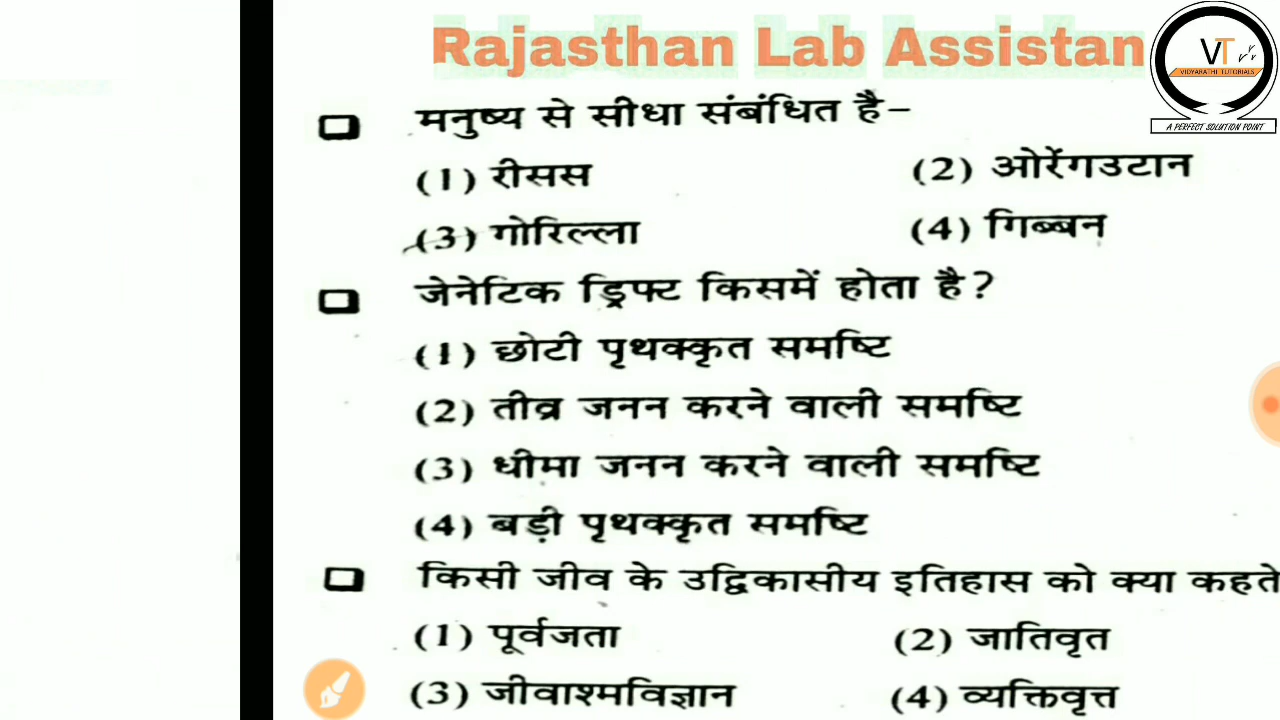 Rajasthan Lab Assistan
VT
VIDYARATHI TUTORIALS
A PERFECT SOLUTION POINT
मनुष्य से सीधा संबंधित है-
(1) रीसस (2) ओरेंगउटान
(3) गोरिल्ला (4) गिब्बन
जेनेटिक ड्रिफ्ट किसमें होता है?
(1) छोटी पृथक्कृत समष्टि
(2) तीव्र जनन करने वाली समष्टि
(3) धीमा जनन करने वाली समष्टि
(4) बड़ी पृथक्कृत समष्टि
किसी जीव के उद्विकासीय इतिहास को क्या कहते
(1) पूर्वजता (2) जातिवृत
(3) जीवाश्मविज्ञान (4) व्यक्तिवृत्त